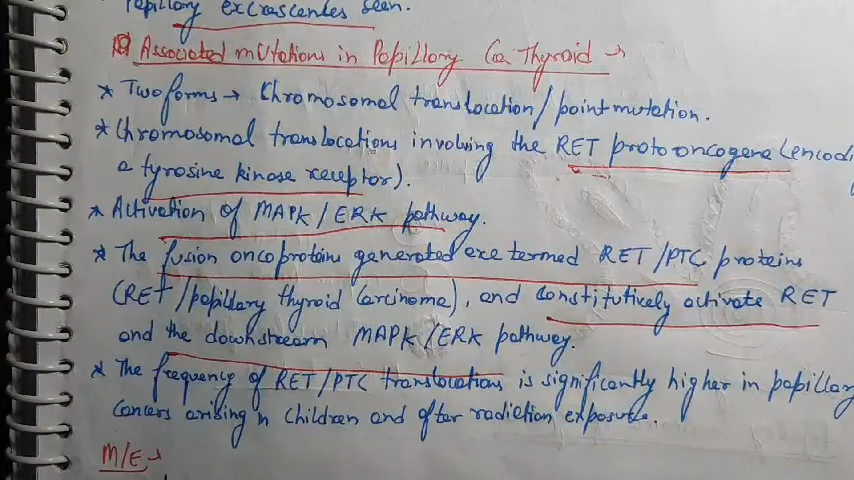 Papillary excrascentes seen.
Associated mutations in Papillary Ca Thyroid →
* Two forms → Chromosomal translocation/point mutation.
* Chromosomal translocations involving the RET proto oncogene (encodi
a tyrosine kinase receptor).
* Activation of MAPK/ERK pathway.
* The fusion oncoprotein generated are termed RET/PTC proteins
(RET/papillary thyroid Carcinoma), and constitutively activate RET
and the downstream MAPK/ERK pathway.
* The frequency of RET/PTC translocations is significantly higher in papillary
Cancers arising in children and after radiation exposure.
M/E →